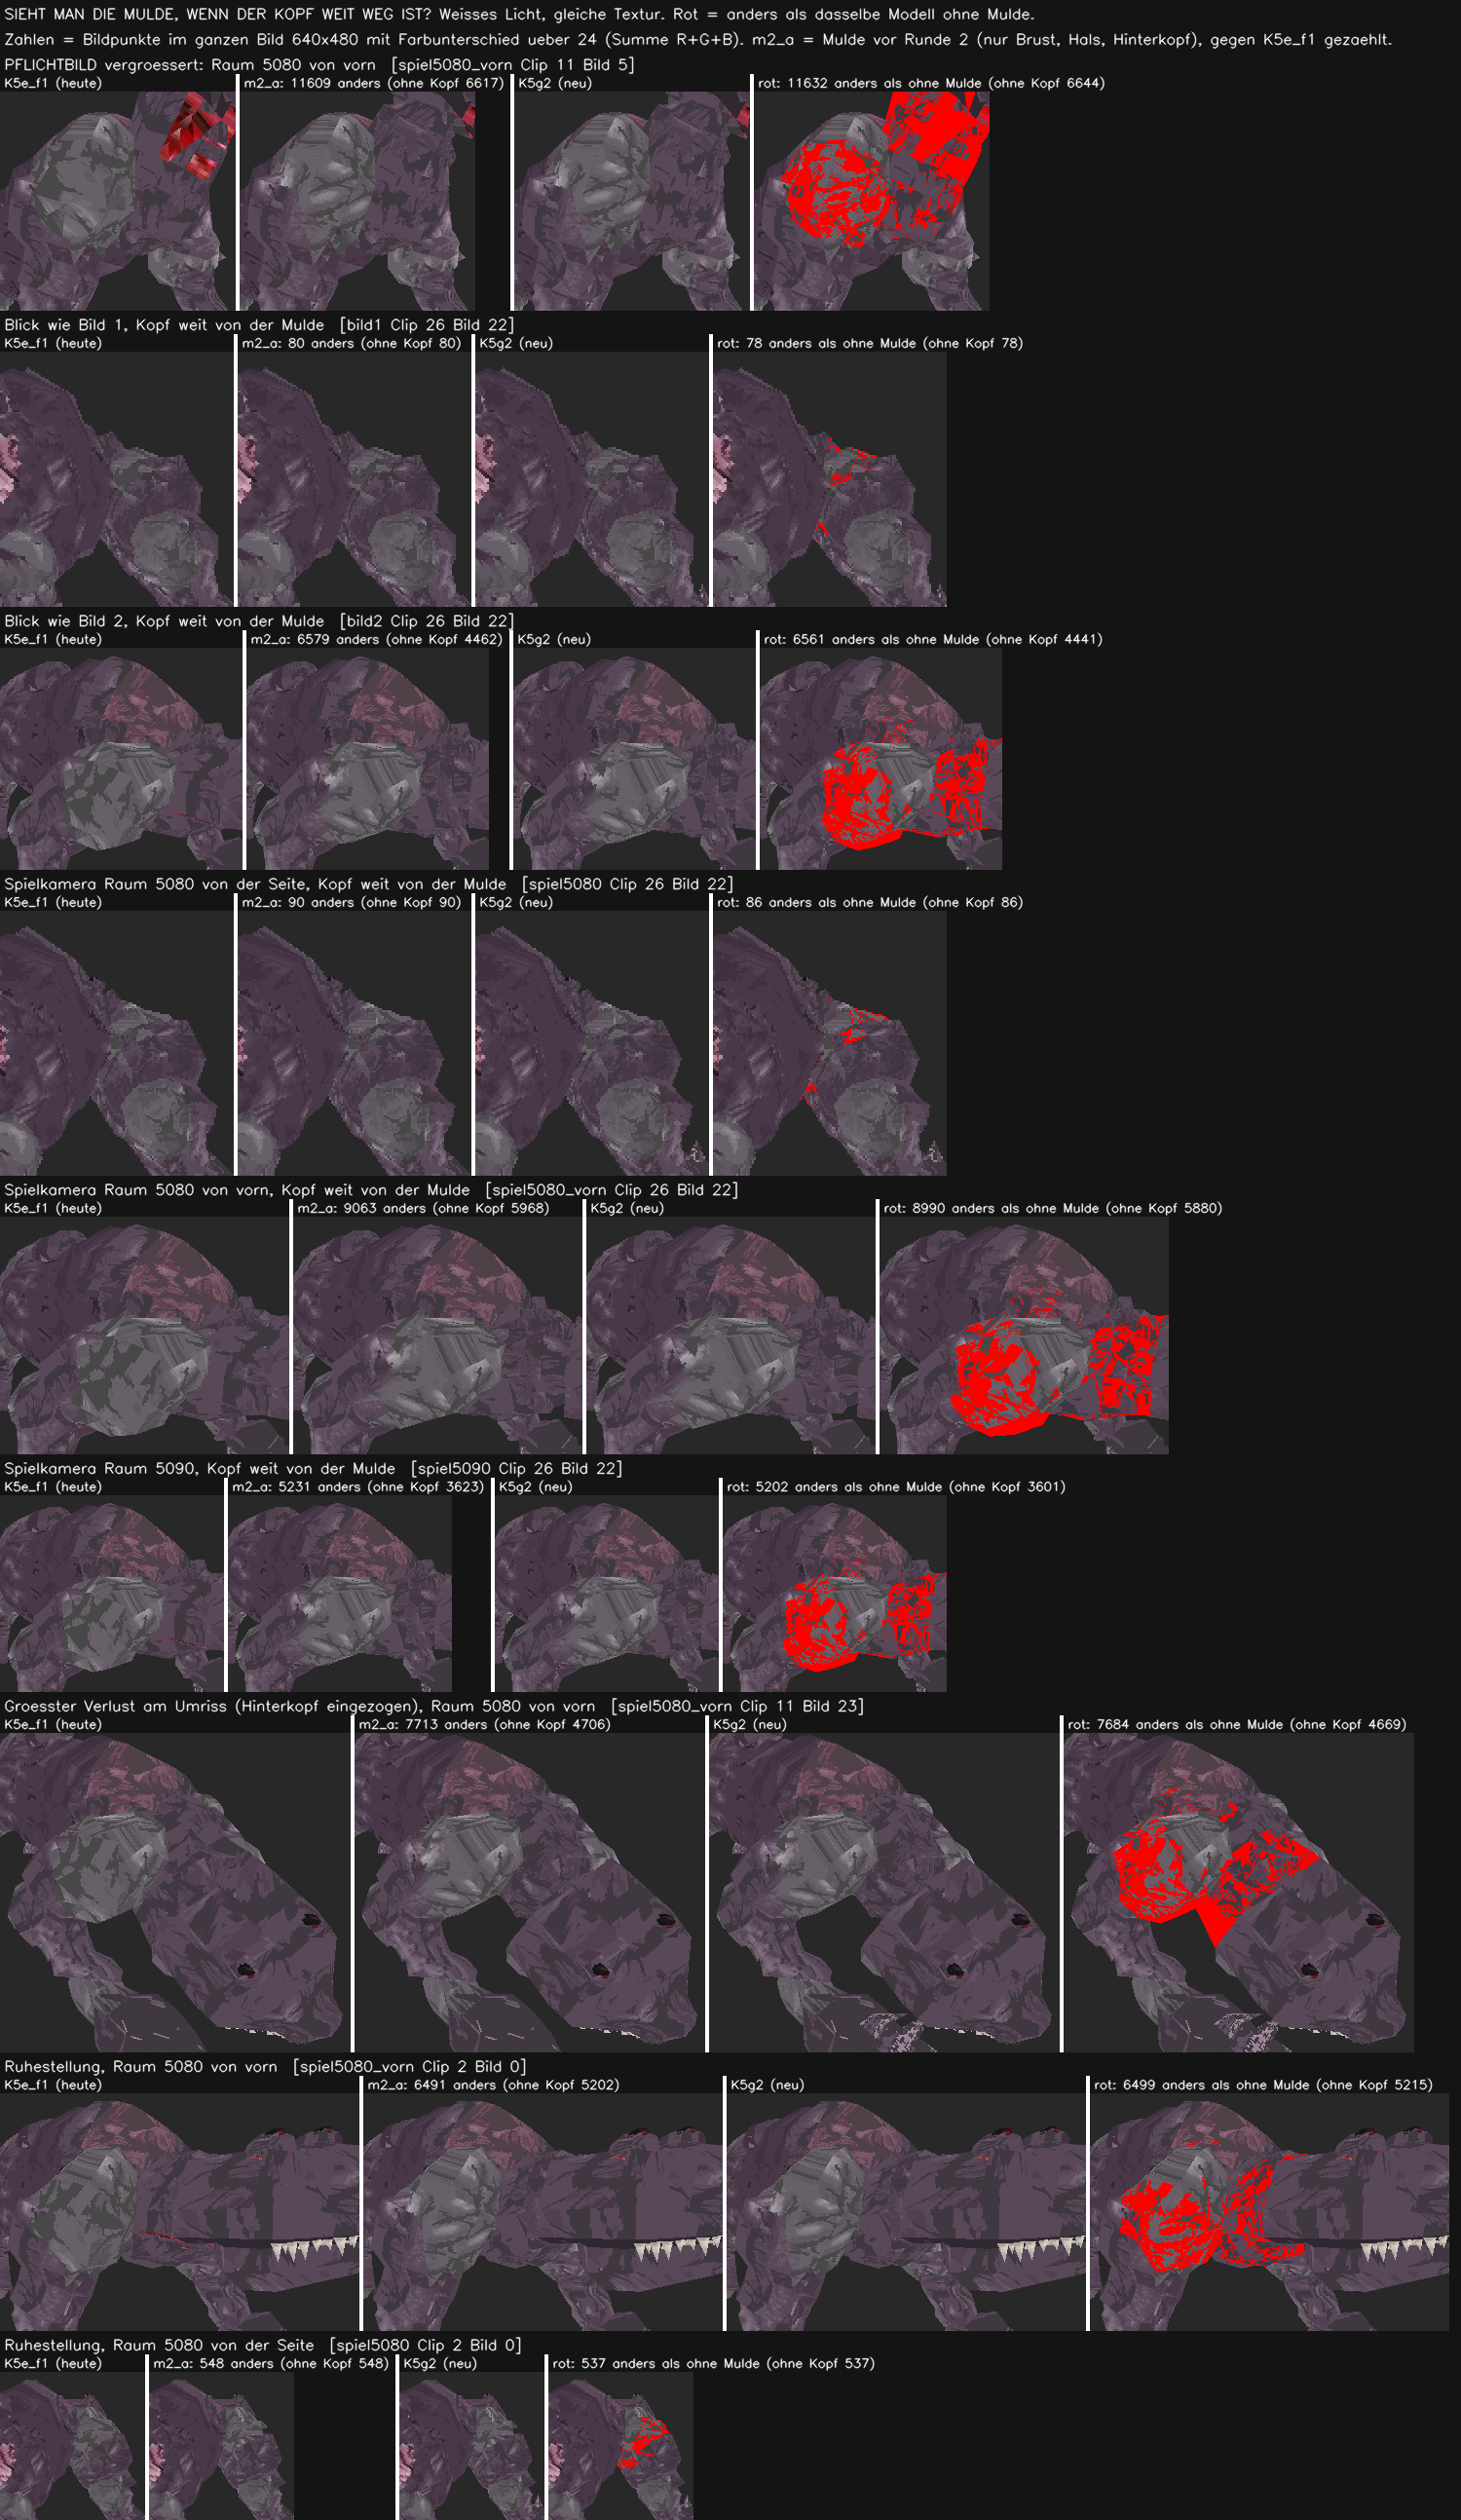 SIEHT MAN DIE MULDE, WENN DER KOPF WEIT WEG IST? Weisses Licht, gleiche Textur. Rot = anders als dasselbe Modell ohne Mulde.
Zahlen = Bildpunkte im ganzen Bild 640x480 mit Farbunterschied ueber 24 (Summe R+G+B). m2_a = Mulde vor Runde 2 (nur Brust, Hals, Hinterkopf), gegen K5e_f1 gezaehlt.
PFLICHTBILD vergroessert: Raum 5080 von vorn [spiel5080_vorn Clip 11 Bild 5]
K5e_f1 (heute) m2_a: 11609 anders (ohne Kopf 6617) K5g2 (neu) rot: 11632 anders als ohne Mulde (ohne Kopf 6644)
Blick wie Bild 1, Kopf weit von der Mulde [bild1 Clip 26 Bild 22]
K5e_f1 (heute) m2_a: 80 anders (ohne Kopf 80) K5g2 (neu) rot: 78 anders als ohne Mulde (ohne Kopf 78)
Blick wie Bild 2, Kopf weit von der Mulde [bild2 Clip 26 Bild 22]
K5e_f1 (heute) m2_a: 6579 anders (ohne Kopf 4462) K5g2 (neu) rot: 6561 anders als ohne Mulde (ohne Kopf 4441)
Spielkamera Raum 5080 von der Seite, Kopf weit von der Mulde [spiel5080 Clip 26 Bild 22]
K5e_f1 (heute) m2_a: 90 anders (ohne Kopf 90) K5g2 (neu) rot: 86 anders als ohne Mulde (ohne Kopf 86)
Spielkamera Raum 5080 von vorn, Kopf weit von der Mulde [spiel5080_vorn Clip 26 Bild 22]
K5e_f1 (heute) m2_a: 9063 anders (ohne Kopf 5968) K5g2 (neu) rot: 8990 anders als ohne Mulde (ohne Kopf 5880)
Spielkamera Raum 5090, Kopf weit von der Mulde [spiel5090 Clip 26 Bild 22]
K5e_f1 (heute) m2_a: 5231 anders (ohne Kopf 3623) K5g2 (neu) rot: 5202 anders als ohne Mulde (ohne Kopf 3601)
Groesster Verlust am Umriss (Hinterkopf eingezogen), Raum 5080 von vorn [spiel5080_vorn Clip 11 Bild 23]
K5e_f1 (heute) m2_a: 7713 anders (ohne Kopf 4706) K5g2 (neu) rot: 7684 anders als ohne Mulde (ohne Kopf 4669)
Ruhestellung, Raum 5080 von vorn [spiel5080_vorn Clip 2 Bild 0]
K5e_f1 (heute) m2_a: 6491 anders (ohne Kopf 5202) K5g2 (neu) rot: 6499 anders als ohne Mulde (ohne Kopf 5215)
Ruhestellung, Raum 5080 von der Seite [spiel5080 Clip 2 Bild 0]
K5e_f1 (heute) m2_a: 548 anders (ohne Kopf 548) K5g2 (neu) rot: 537 anders als ohne Mulde (ohne Kopf 537)